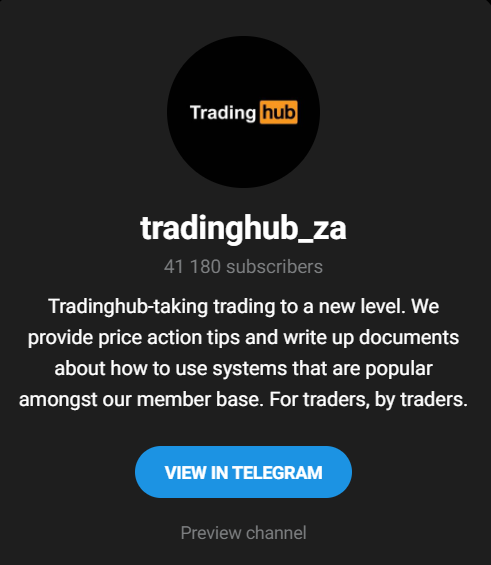 Trading hub
tradinghub_za
41 180 subscribers
Tradinghub-taking trading to a new level. We
provide price action tips and write up documents
about how to use systems that are popular
amongst our member base. For traders, by traders.
VIEW IN TELEGRAM
Preview channel